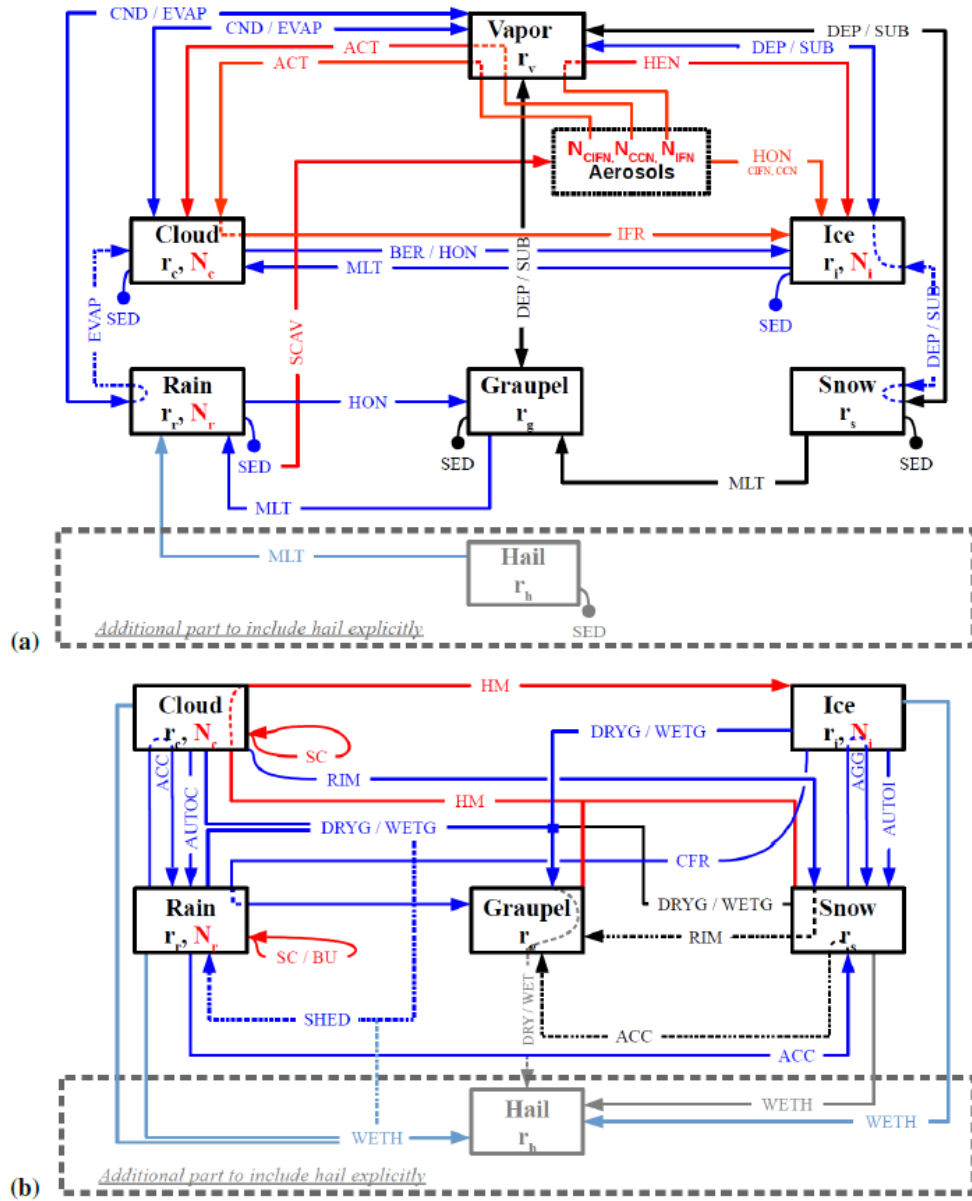 CND / EVAP
CND / EVAP
ACT
ACT
Vapor
r_v
DEP / SUB
DEP / SUB
HEN
N_CIFN, N_CCN, N_IFN
Aerosols
HON
CIFN, CCN
Cloud
r_c, N_c
IFR
BER / HON
MLT
Ice
r_i, N_i
SED
SED
EVAP
SCAV
DEP / SUB
DEP / SUB
Rain
r_r, N_r
HON
Graupel
r_g
Snow
r_s
SED
SED
SED
MLT
MLT
MLT
Hail
r_h
SED
Additional part to include hail explicitly
(a)
Cloud
r_c, N_c
HM
Ice
r_i, N_i
SC
DRYG / WETG
ACC
AUTOC
RIM
AGG
AUTOI
HM
DRYG / WETG
CFR
Rain
r_r, N_r
Graupel
r_g
DRYG / WETG
Snow
r_s
RIM
SC / BU
SHED
DRY / WET
ACC
ACC
Hail
r_h
WETH
WETH
WETH
Additional part to include hail explicitly
(b)